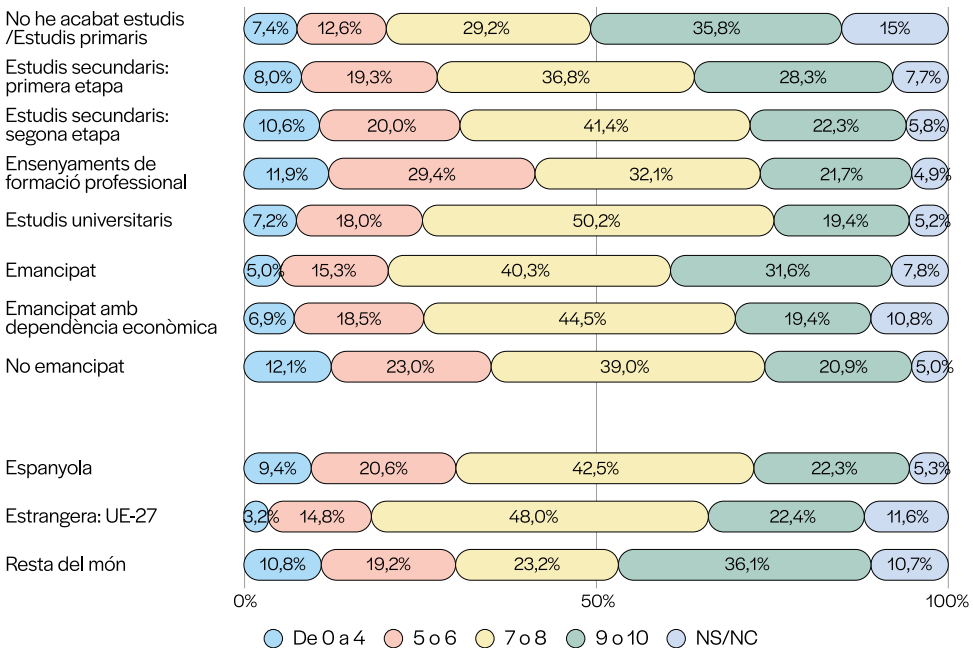 No he acabat estudis
/Estudis primaris
7,4% 12,6% 29,2% 35,8% 15%
Estudis secundaris:
primera etapa
8,0% 19,3% 36,8% 28,3% 7,7%
Estudis secundaris:
segona etapa
10,6% 20,0% 41,4% 22,3% 5,8%
Ensenyaments de
formació professional
11,9% 29,4% 32,1% 21,7% 4,9%
Estudis universitaris
7,2% 18,0% 50,2% 19,4% 5,2%
Emancipat
5,0% 15,3% 40,3% 31,6% 7,8%
Emancipat amb
dependència econòmica
6,9% 18,5% 44,5% 19,4% 10,8%
No emancipat
12,1% 23,0% 39,0% 20,9% 5,0%
Espanyola
9,4% 20,6% 42,5% 22,3% 5,3%
Estrangera: UE-27
3,2% 14,8% 48,0% 22,4% 11,6%
Resta del món
10,8% 19,2% 23,2% 36,1% 10,7%
0% 50% 100%
De 0 a 4 5 o 6 7 o 8 9 o 10 NS/NC